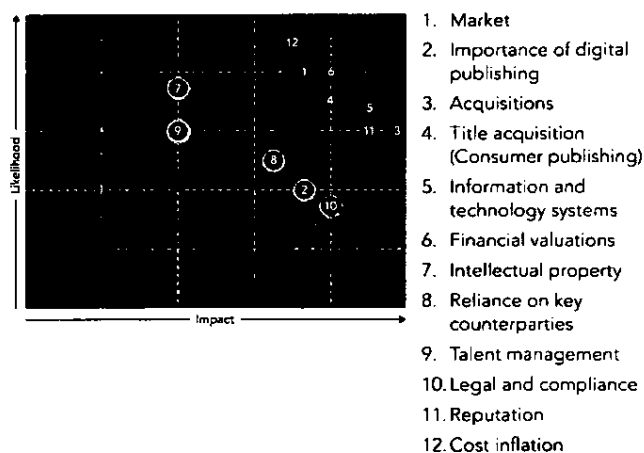 Likelihood
12
1 6
7
4
5
9
11 3
8
2
10
Impact
1. Market
2. Importance of digital
publishing
3. Acquisitions
4. Title acquisition
(Consumer publishing)
5. Information and
technology systems
6. Financial valuations
7. Intellectual property
8. Reliance on key
counterparties
9. Talent management
10. Legal and compliance
11. Reputation
12. Cost inflation